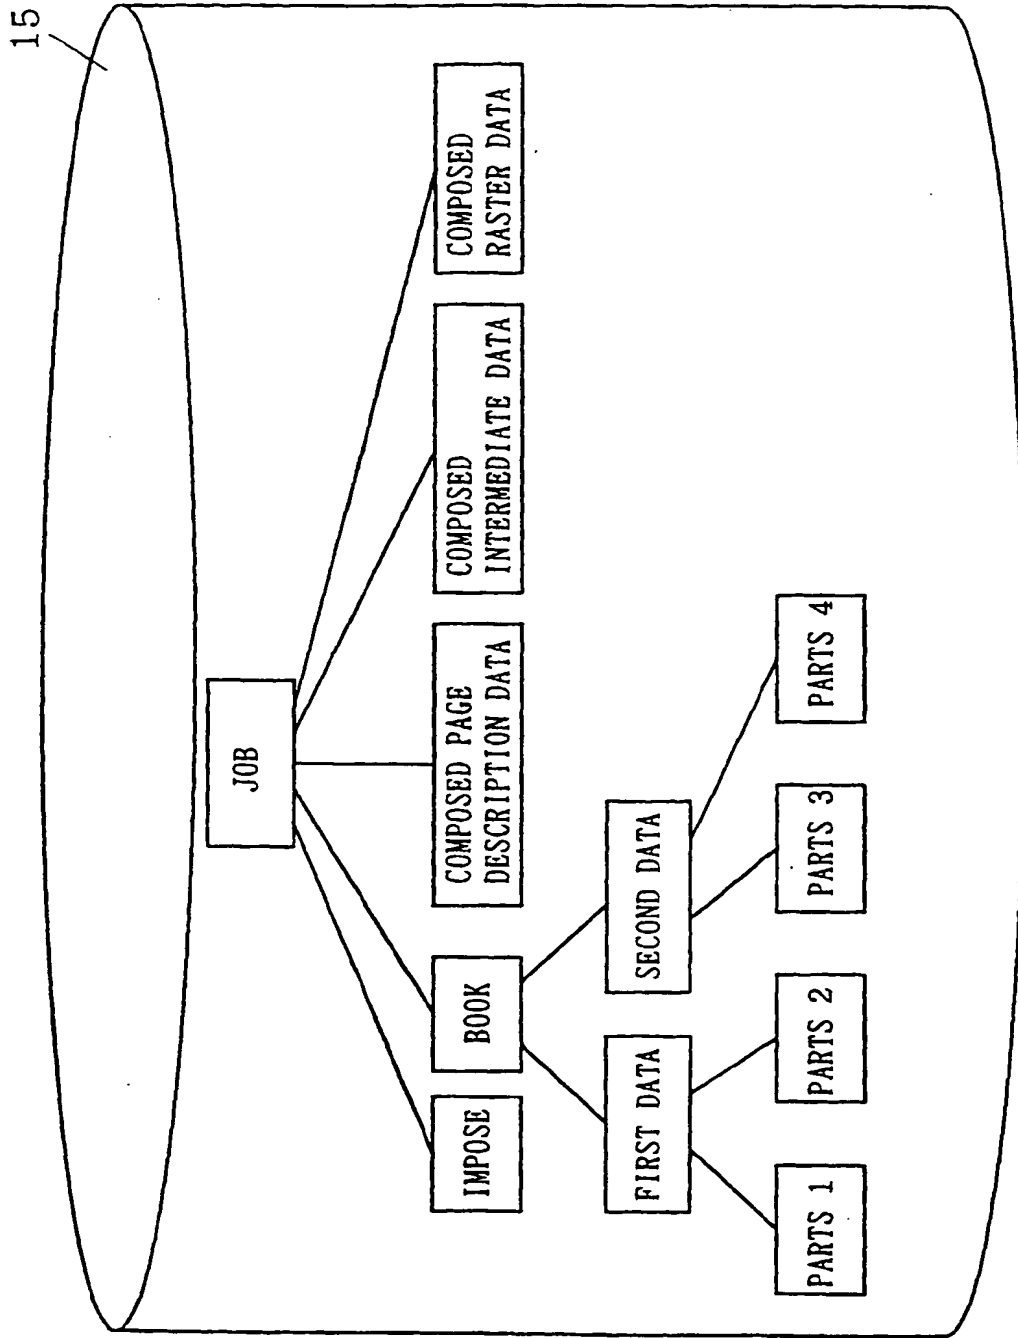 15
JOB
IMPOSE
BOOK
COMPOSED PAGE
DESCRIPTION DATA
COMPOSED
INTERMEDIATE DATA
COMPOSED
RASTER DATA
FIRST DATA
SECOND DATA
PARTS 1
PARTS 2
PARTS 3
PARTS 4